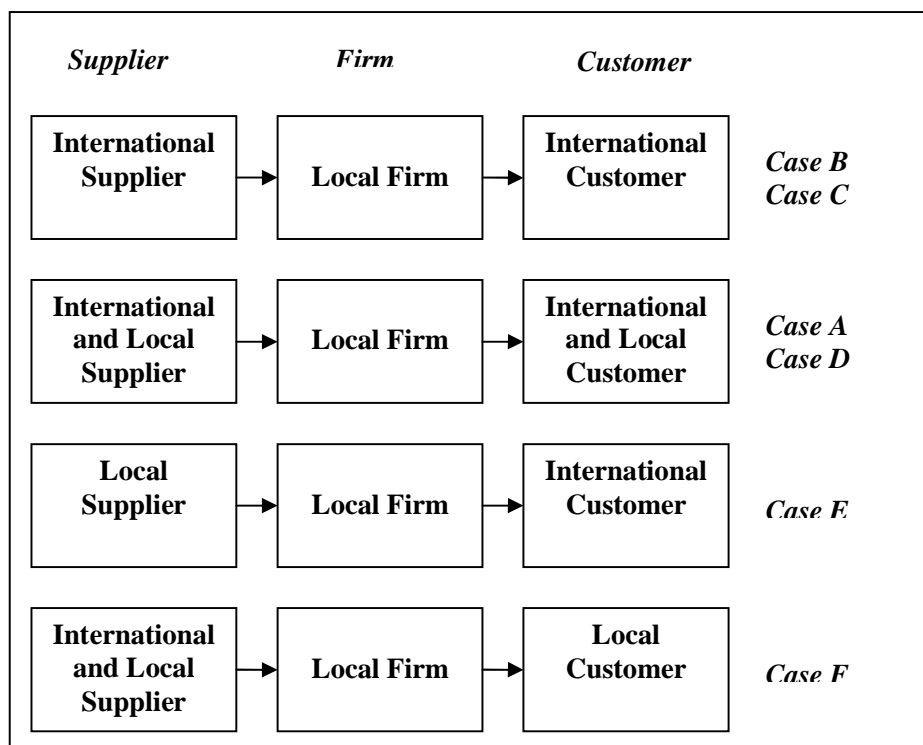 Supplier Firm Customer
International
Supplier
Local Firm
International
Customer
Case B
Case C
International
and Local
Supplier
Local Firm
International
and Local
Customer
Case A
Case D
Local
Supplier
Local Firm
International
Customer
Case E
International
and Local
Supplier
Local Firm
Local
Customer
Case F